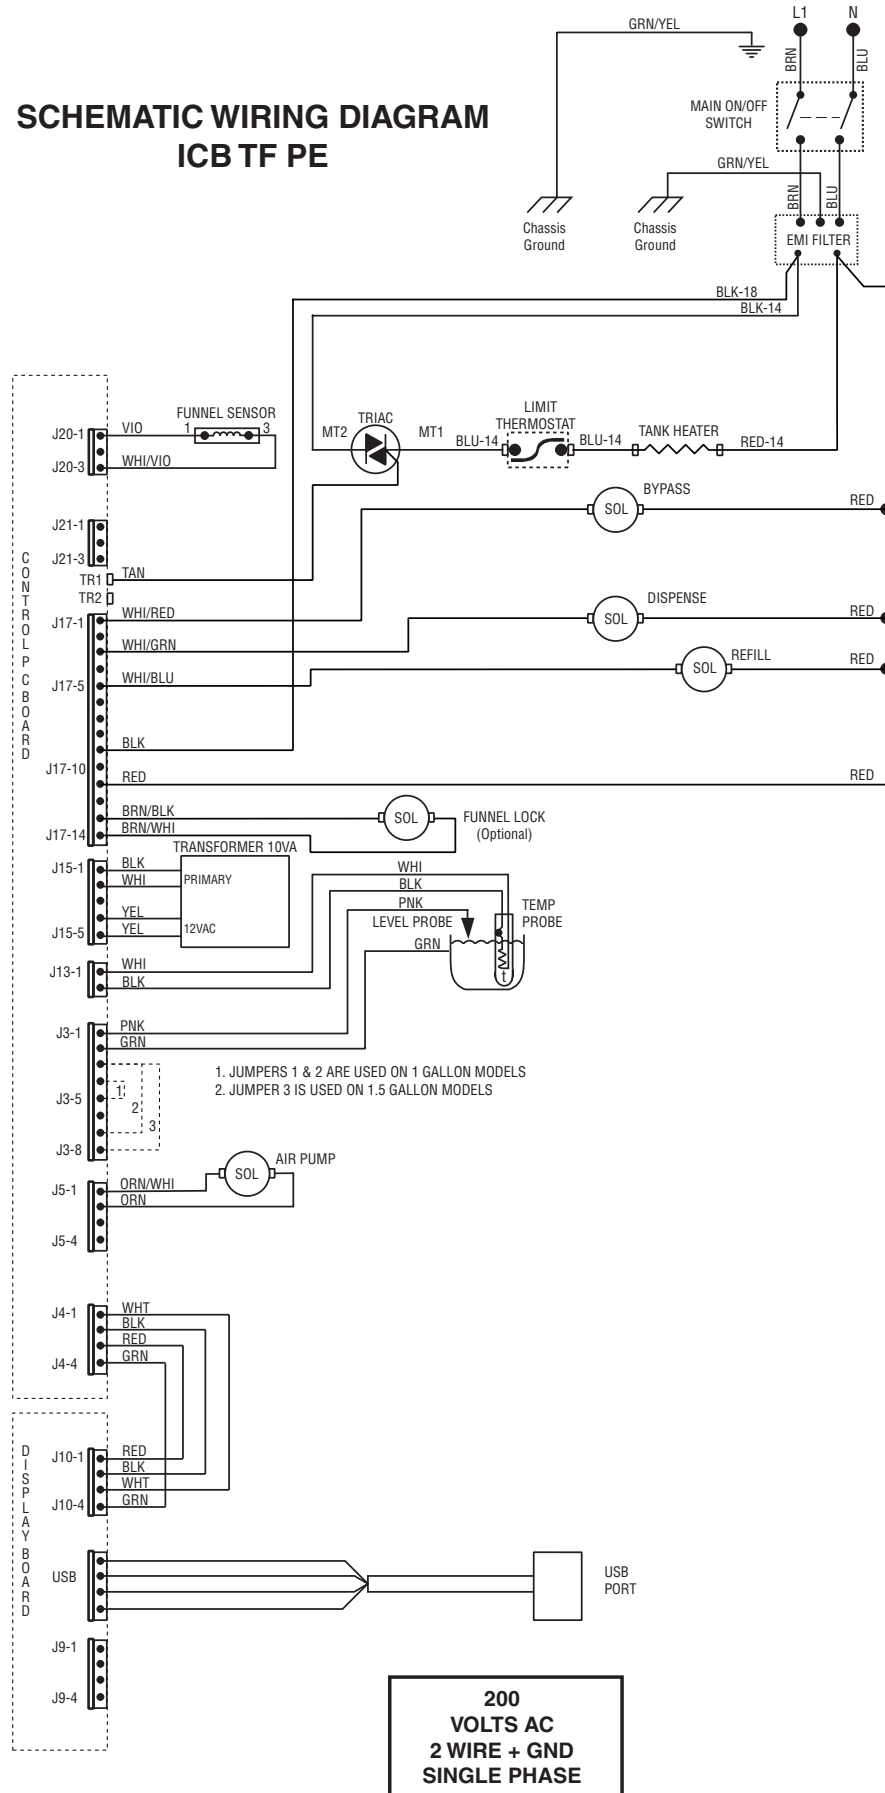 GRN/YEL
L1 N
BRN
BLU
SCHEMATIC WIRING DIAGRAM
ICB TF PE
MAIN ON/OFF
SWITCH
GRN/YEL
BRN
BLU
Chassis
Ground
Chassis
Ground
EMI FILTER
BLK-18
BLK-14
CONTROL P C BOARD
J20-1
VIO
FUNNEL SENSOR
1 3
J20-3
WHI/VIO
MT2
TRIAC
MT1
BLU-14
LIMIT
THERMOSTAT
BLU-14
TANK HEATER
RED-14
J21-1
J21-3
TR1
TAN
TR2
SOL
BYPASS
RED
J17-1
WHI/RED
WHI/GRN
SOL
DISPENSE
RED
J17-5
WHI/BLU
SOL
REFILL
RED
BLK
J17-10
RED
RED
BRN/BLK
SOL
FUNNEL LOCK
(Optional)
J17-14
BRN/WHI
TRANSFORMER 10VA
J15-1
BLK
WHI
PRIMARY
YEL
12VAC
J15-5
YEL
WHI
BLK
PNK
LEVEL PROBE
GRN
TEMP
PROBE
t
J13-1
WHI
BLK
J3-1
PNK
GRN
J3-5
1
2
3
J3-8
1. JUMPERS 1 & 2 ARE USED ON 1 GALLON MODELS
2. JUMPER 3 IS USED ON 1.5 GALLON MODELS
J5-1
ORN/WHI
SOL
AIR PUMP
ORN
J5-4
J4-1
WHT
BLK
RED
J4-4
GRN
DISPLAY BOARD
J10-1
RED
BLK
WHT
J10-4
GRN
USB
USB
PORT
J9-1
J9-4
200
VOLTS AC
2 WIRE + GND
SINGLE PHASE